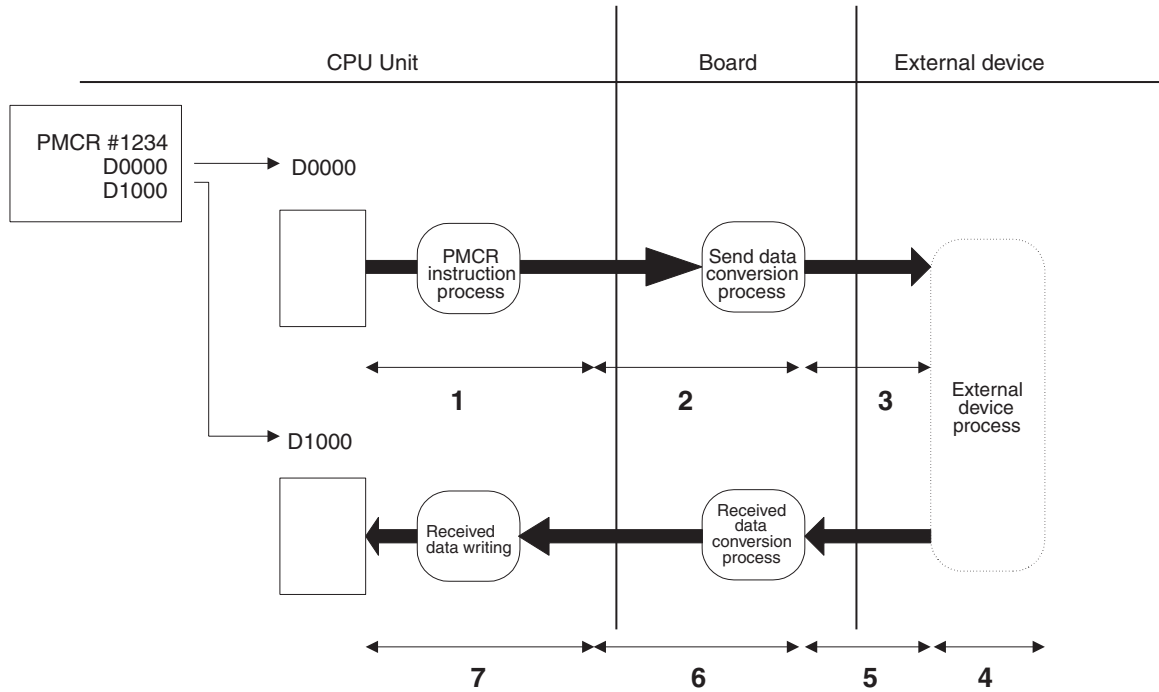 CPU Unit
Board
External device
PMCR #1234
D0000
D1000
D0000
PMCR
instruction
process
Send data
conversion
process
1
2
3
External
device
process
D1000
Received
data writing
Received
data
conversion
process
7
6
5
4